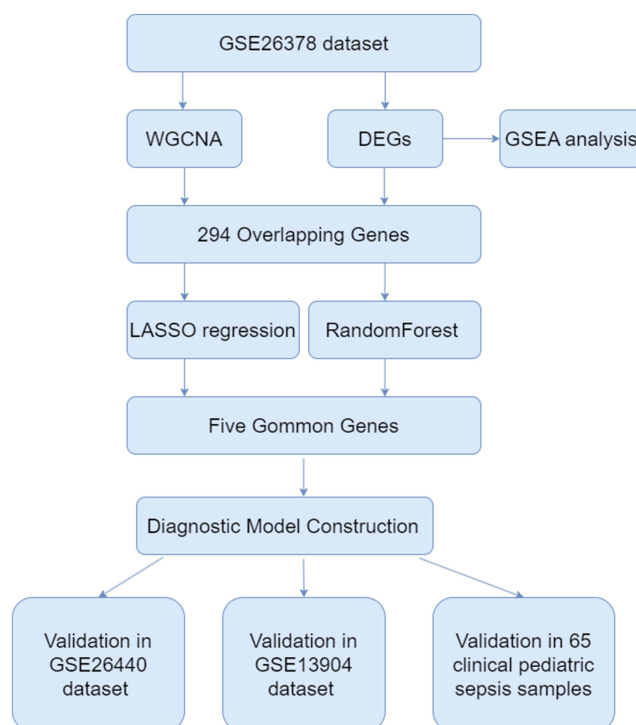 GSE26378 dataset
WGCNA
DEGs
GSEA analysis
294 Overlapping Genes
LASSO regression
RandomForest
Five Gommon Genes
Diagnostic Model Construction
Validation in
GSE26440
dataset
Validation in
GSE13904
dataset
Validation in 65
clinical pediatric
sepsis samples